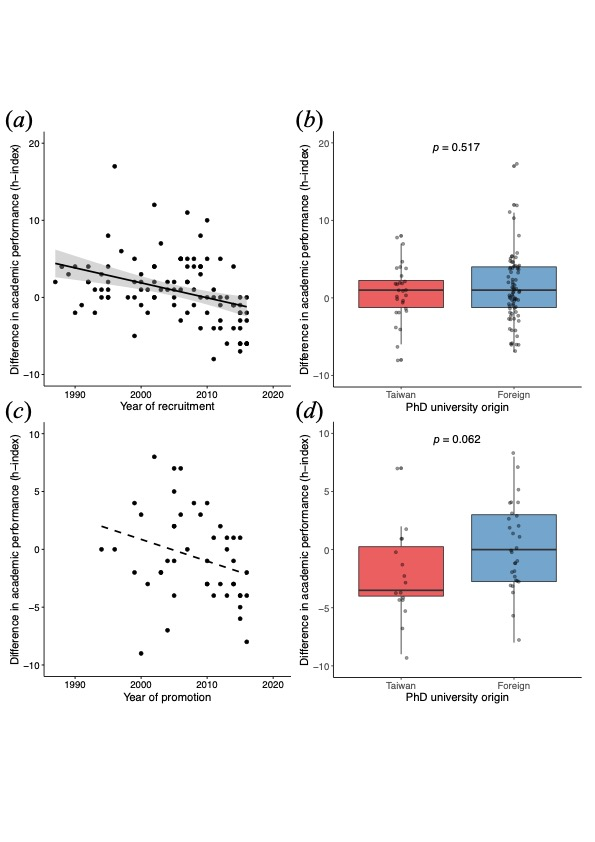 (a)
Difference in academic performance (h−index)
20
10
0
−10
1990 2000 2010 2020
Year of recruitment
(b)
Difference in academic performance (h−index)
20
10
0
−10
p = 0.517
Taiwan Foreign
PhD university origin
(c)
Difference in academic performance (h−index)
10
5
0
−5
−10
1990 2000 2010 2020
Year of promotion
(d)
Difference in academic performance (h−index)
10
5
0
−5
−10
p = 0.062
Taiwan Foreign
PhD university origin